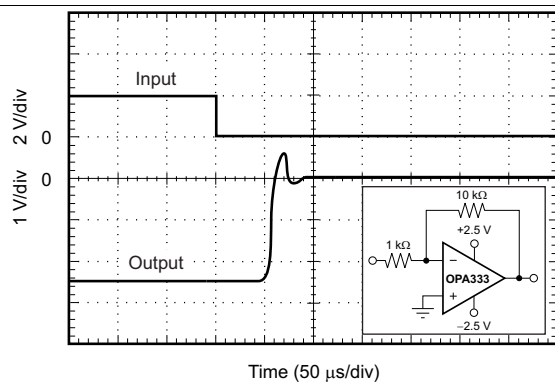 Input
2 V/div
0
0
1 V/div
Output
10 kΩ
+2.5 V
1 kΩ
−
OPA333
+
−2.5 V
Time (50 μs/div)